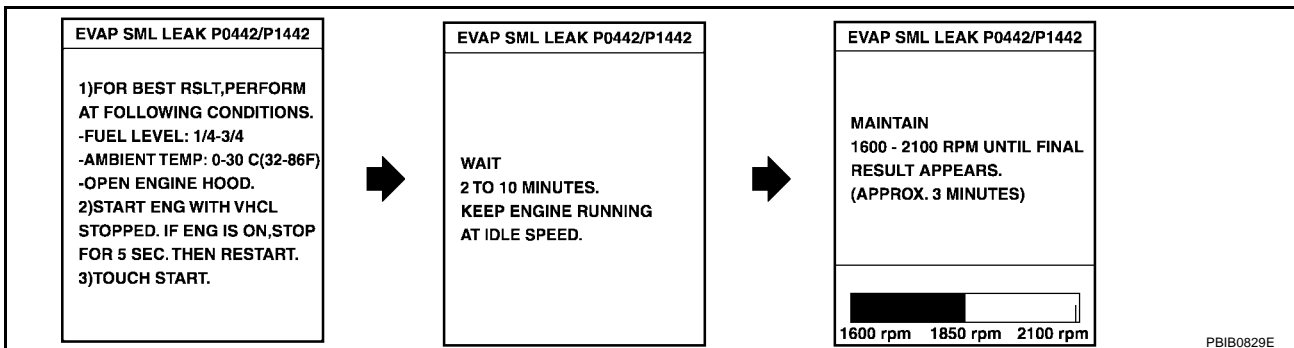 EVAP SML LEAK P0442/P1442
1)FOR BEST RSLT,PERFORM
AT FOLLOWING CONDITIONS.
-FUEL LEVEL: 1/4-3/4
-AMBIENT TEMP: 0-30 C(32-86F)
-OPEN ENGINE HOOD.
2)START ENG WITH VHCL
STOPPED. IF ENG IS ON,STOP
FOR 5 SEC. THEN RESTART.
3)TOUCH START.
EVAP SML LEAK P0442/P1442
WAIT
2 TO 10 MINUTES.
KEEP ENGINE RUNNING
AT IDLE SPEED.
EVAP SML LEAK P0442/P1442
MAINTAIN
1600 - 2100 RPM UNTIL FINAL
RESULT APPEARS.
(APPROX. 3 MINUTES)
1600 rpm 1850 rpm 2100 rpm
PBIB0829E